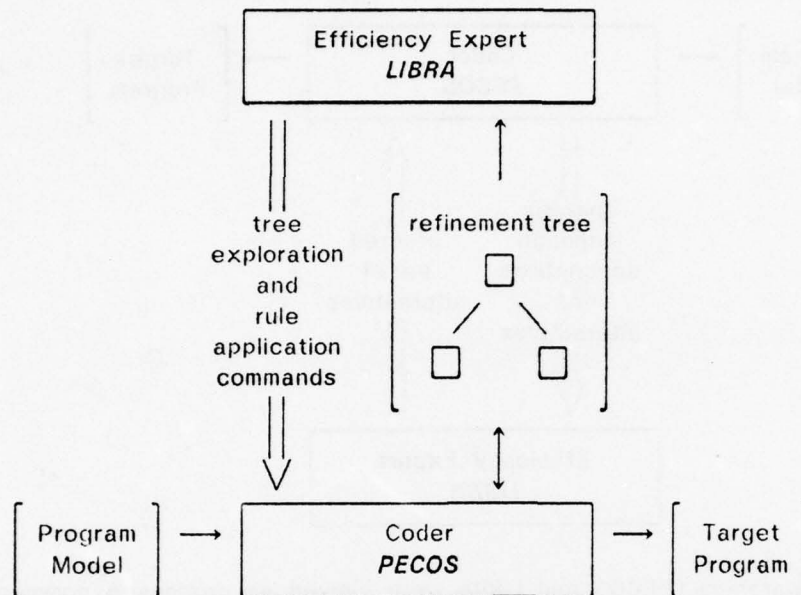 Efficiency Expert
LIBRA
tree
exploration
and
rule
application
commands
refinement tree
Program
Model
Coder
PECOS
Target
Program